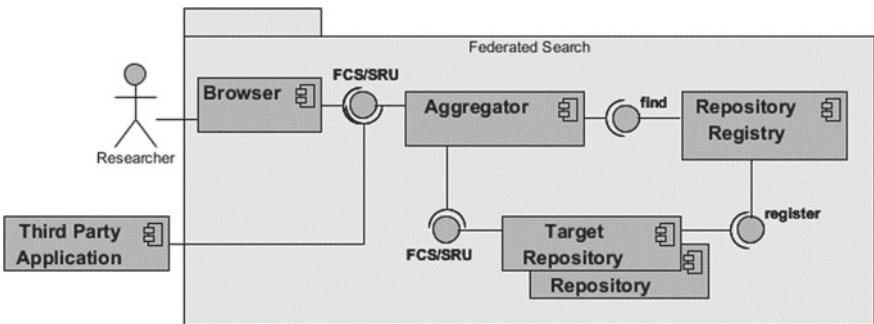 Federated Search
FCS/SRU
Browser
Aggregator
find
Repository
Registry
Researcher
Third Party
Application
FCS/SRU
Target
Repository
register
Repository